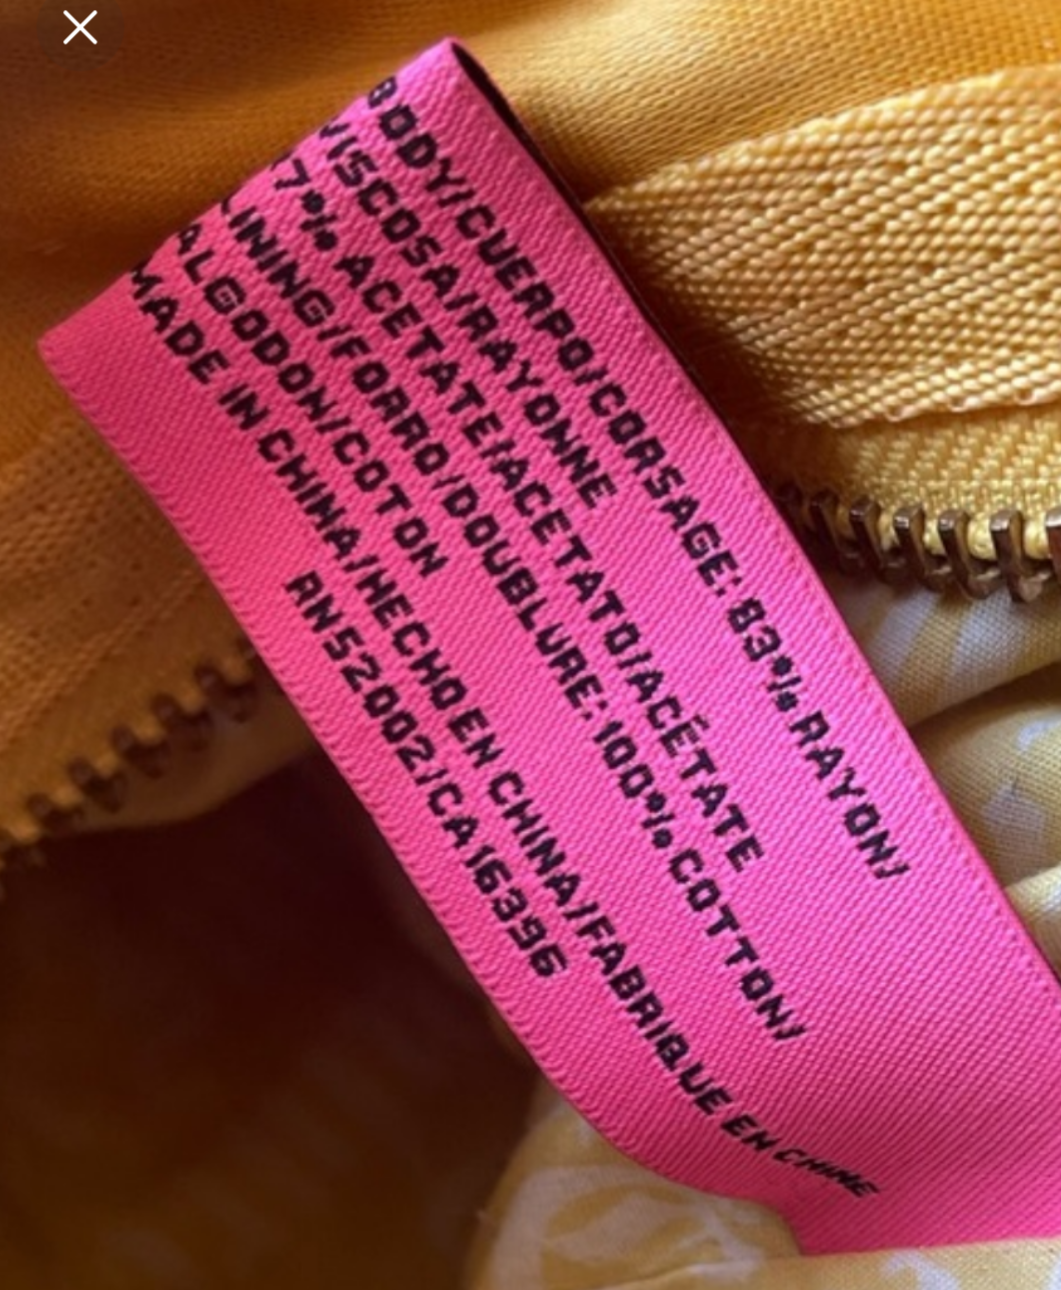 BODY/CUERPO/CORSAGE: 83% RAYON/
VISCOSA/RAYONNE
17% ACETATE/ACETATO/ACÉTATE
LINING/FORRO/DOUBLURE: 100% COTTON/
ALGODON/COTON
MADE IN CHINA/HECHO EN CHINA/FABRIQUE EN CHINE
RN52002/CA16396